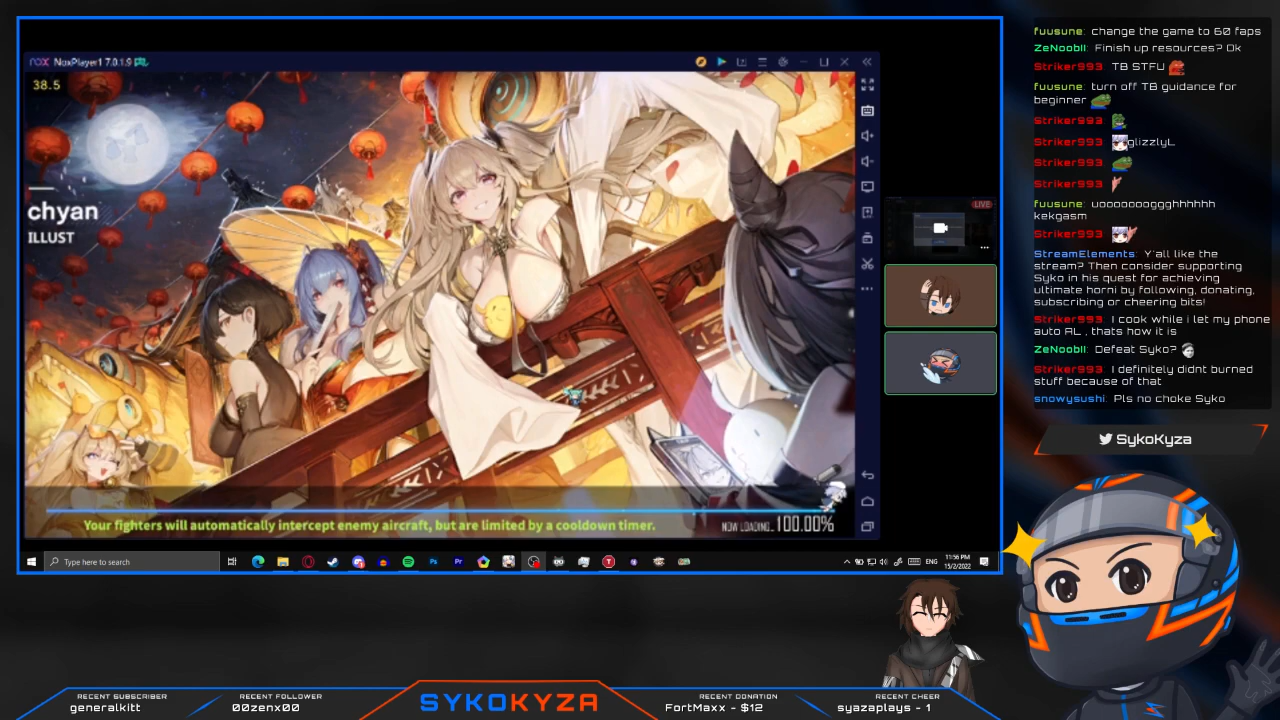 nox NoxPlayer1 7.0.1.9
38.5
chyan
ILLUST
Your fighters will automatically intercept enemy aircraft, but are limited by a cooldown timer.
NOW LOADING... 100.00%
LIVE
Type here to search
ENG
11:56 PM
15/2/2022
fuusune: change the game to 60 faps
ZeNoobII: Finish up resources? Ok
Striker993 TB STFU
fuusune: turn off TB guidance for
beginner
Striker993
Striker993 glizzlyL
Striker993
Striker993
fuusune: uoooooooggghhhhhh
kekgasm
Striker993
StreamElements: Y'all like the
stream? Then consider supporting
Syko in his quest for achieving
ultimate horni by following, donating,
subscribing or cheering bits!
Striker993 I cook while i let my phone
auto AL , thats how it is
ZeNoobII: Defeat Syko?
Striker993 I definitely didnt burned
stuff because of that
snowysushi: Pls no choke Syko
SykoKyza
RECENT SUBSCRIBER
generalkitt
RECENT FOLLOWER
00zenx00
SYKOKYZA
RECENT DONATION
FortMaxx - $12
RECENT CHEER
syazaplays - 1